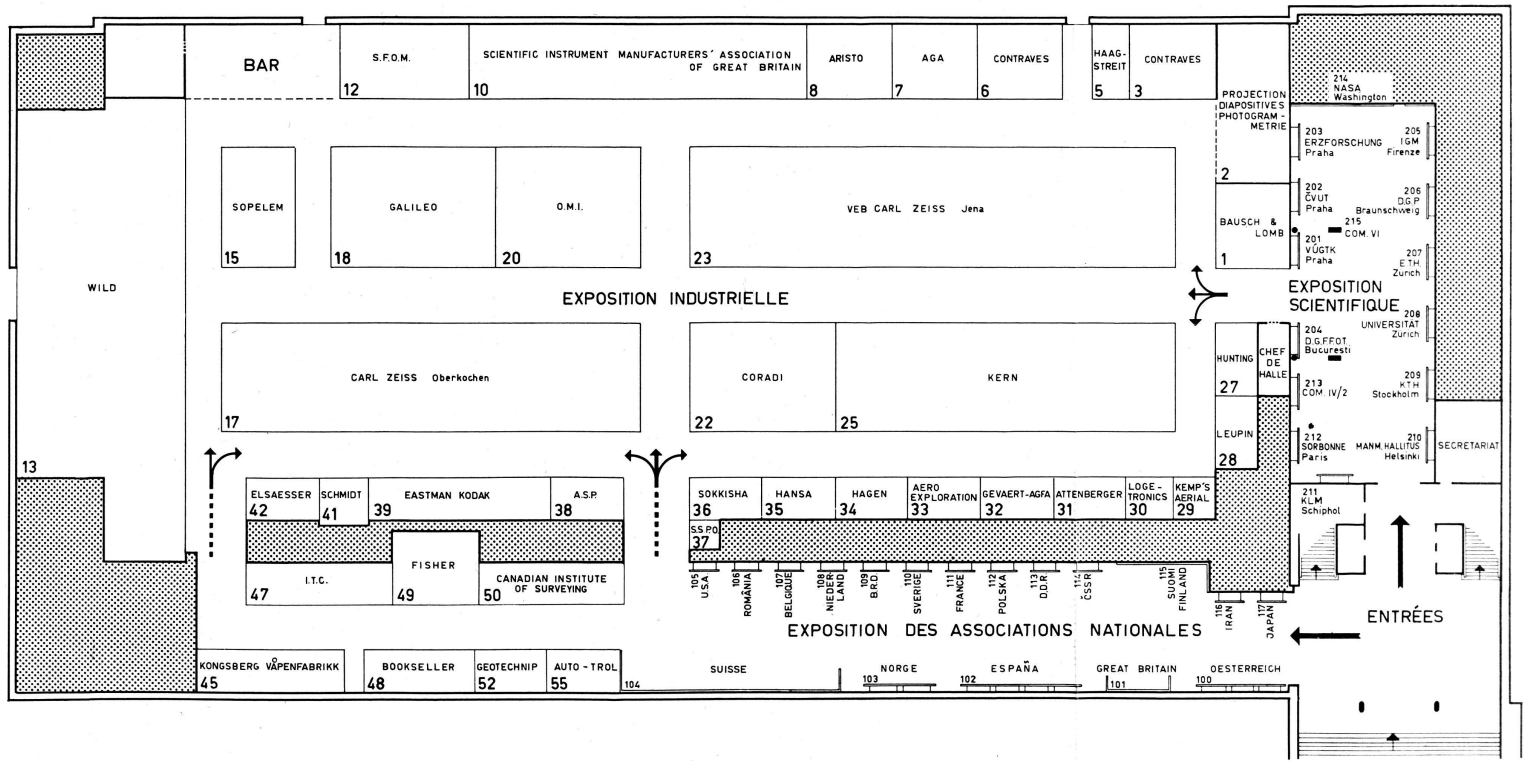 BAR
S.F.O.M.
12
SCIENTIFIC INSTRUMENT MANUFACTURERS´ ASSOCIATION
OF GREAT BRITAIN
10
ARISTO
8
AGA
7
CONTRAVES
6
HAAG-
STREIT
5
CONTRAVES
3
PROJECTION
DIAPOSITIVES
PHOTOGRAM-
METRIE
2
214
NASA
Washington
203
ERZFORSCHUNG
Praha
205
IGM
Firenze
202
ČVUT
Praha
206
D.G.P
Braunschweig
215
COM. VI
201
VÚGTK
Praha
207
E.T.H.
Zürich
SOPELEM
15
GALILEO
18
O.M.I.
20
VEB CARL ZEISS Jena
23
BAUSCH &
LOMB
1
WILD
13
EXPOSITION INDUSTRIELLE
EXPOSITION
SCIENTIFIQUE
CARL ZEISS Oberkochen
17
CORADI
22
KERN
25
HUNTING
27
CHEF
DE
HALLE
LEUPIN
28
204
D.G.F.F.OT.
Bucuresti
208
UNIVERSITÄT
Zürich
213
COM. IV/2
209
KTH
Stockholm
212
SORBONNE
Paris
210
MANM. HALLITUS
Helsinki
SECRETARIAT
211
KLM
Schiphol
ELSAESSER
42
SCHMIDT
41
EASTMAN KODAK
39
A.S.P.
38
SOKKISHA
36
HANSA
35
HAGEN
34
AERO
EXPLORATION
33
GEVAERT-AGFA
32
ATTENBERGER
31
LOGE-
TRONICS
30
KEMP'S
AERIAL
29
S.S.P.O.
37
I.T.C.
47
FISHER
49
CANADIAN INSTITUTE
OF SURVEYING
50
105
U.S.A.
106
ROMÂNIA
107
BELGIQUE
108
NIEDER-
LAND
109
B.R.D.
110
SVERIGE
111
FRANCE
112
POLSKA
113
D.D.R.
114
ČSSR
115
SUOMI
FINLAND
116
IRAN
117
JAPAN
EXPOSITION DES ASSOCIATIONS NATIONALES
ENTRÉES
KONGSBERG VÅPENFABRIKK
45
BOOKSELLER
48
GEOTECHNIP
52
AUTO-TROL
55
SUISSE
104
NORGE
103
ESPAÑA
102
GREAT BRITAIN
101
OESTERREICH
100